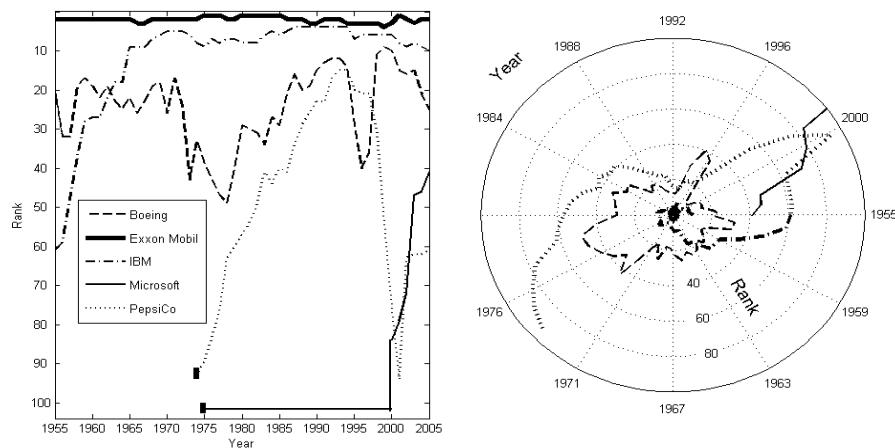 10
20
30
40
50
60
70
80
90
100
Rank
Boeing
Exxon Mobil
IBM
Microsoft
PepsiCo
1955 1960 1965 1970 1975 1980 1985 1990 1995 2000 2005
Year
1992
1988
1996
Year
1984
2000
1955
1976
1959
Rank
40
60
80
1971
1963
1967